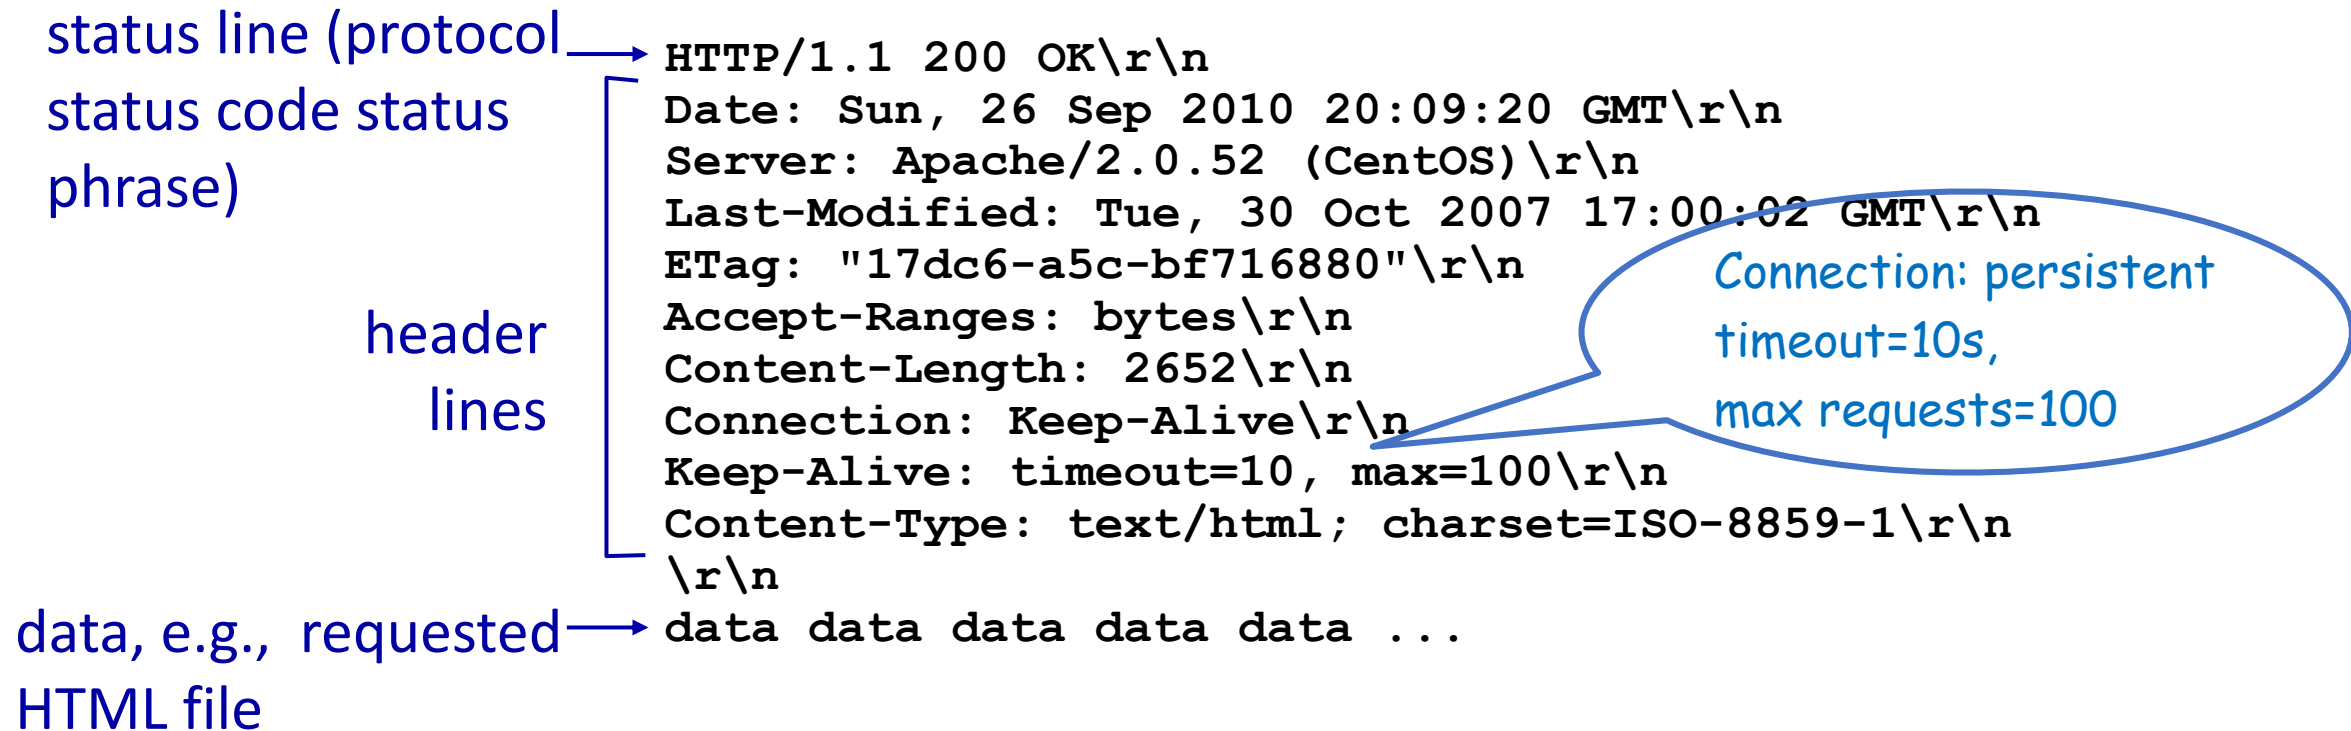 status line (protocol
status code status
phrase)
HTTP/1.1 200 OK\r\n
Date: Sun, 26 Sep 2010 20:09:20 GMT\r\n
Server: Apache/2.0.52 (CentOS)\r\n
Last-Modified: Tue, 30 Oct 2007 17:00:02 GMT\r\n
ETag: "17dc6-a5c-bf716880"\r\n
Accept-Ranges: bytes\r\n
Content-Length: 2652\r\n
Connection: Keep-Alive\r\n
Keep-Alive: timeout=10, max=100\r\n
Content-Type: text/html; charset=ISO-8859-1\r\n
\r\n
data data data data data ...
header
lines
Connection: persistent
timeout=10s,
max requests=100
data, e.g., requested
HTML file